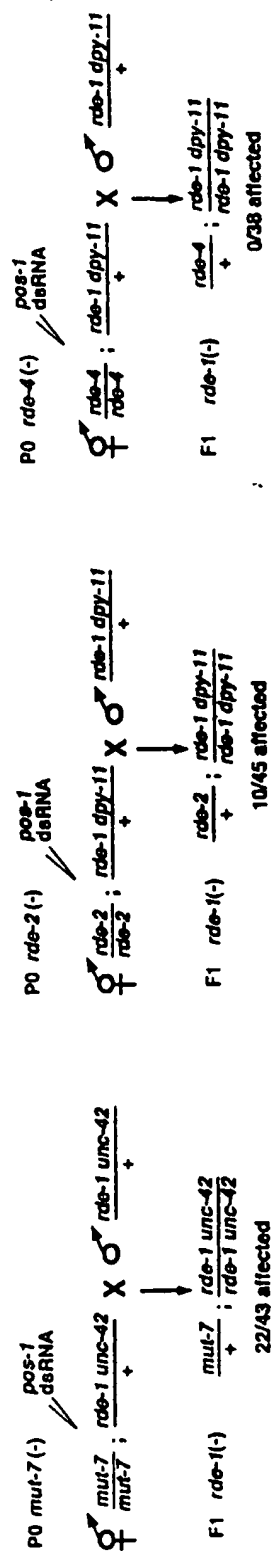 P0 mut-7 (-)
pos-1
dsRNA
mut-7
mut-7
;
rde-1 unc-42
+
X
rde-1 unc-42
+
F1 rde-1(-)
mut-7
+
;
rde-1 unc-42
rde-1 unc-42
22/43 affected
P0 rde-2 (-)
pos-1
dsRNA
rde-2
rde-2
;
rde-1 dpy-11
+
X
rde-1 dpy-11
+
F1 rde-1(-)
rde-2
+
;
rde-1 dpy-11
rde-1 dpy-11
10/45 affected
P0 rde-4 (-)
pos-1
dsRNA
rde-4
rde-4
;
rde-1 dpy-11
+
X
rde-1 dpy-11
+
F1 rde-1(-)
rde-4
+
;
rde-1 dpy-11
rde-1 dpy-11
0/38 affected